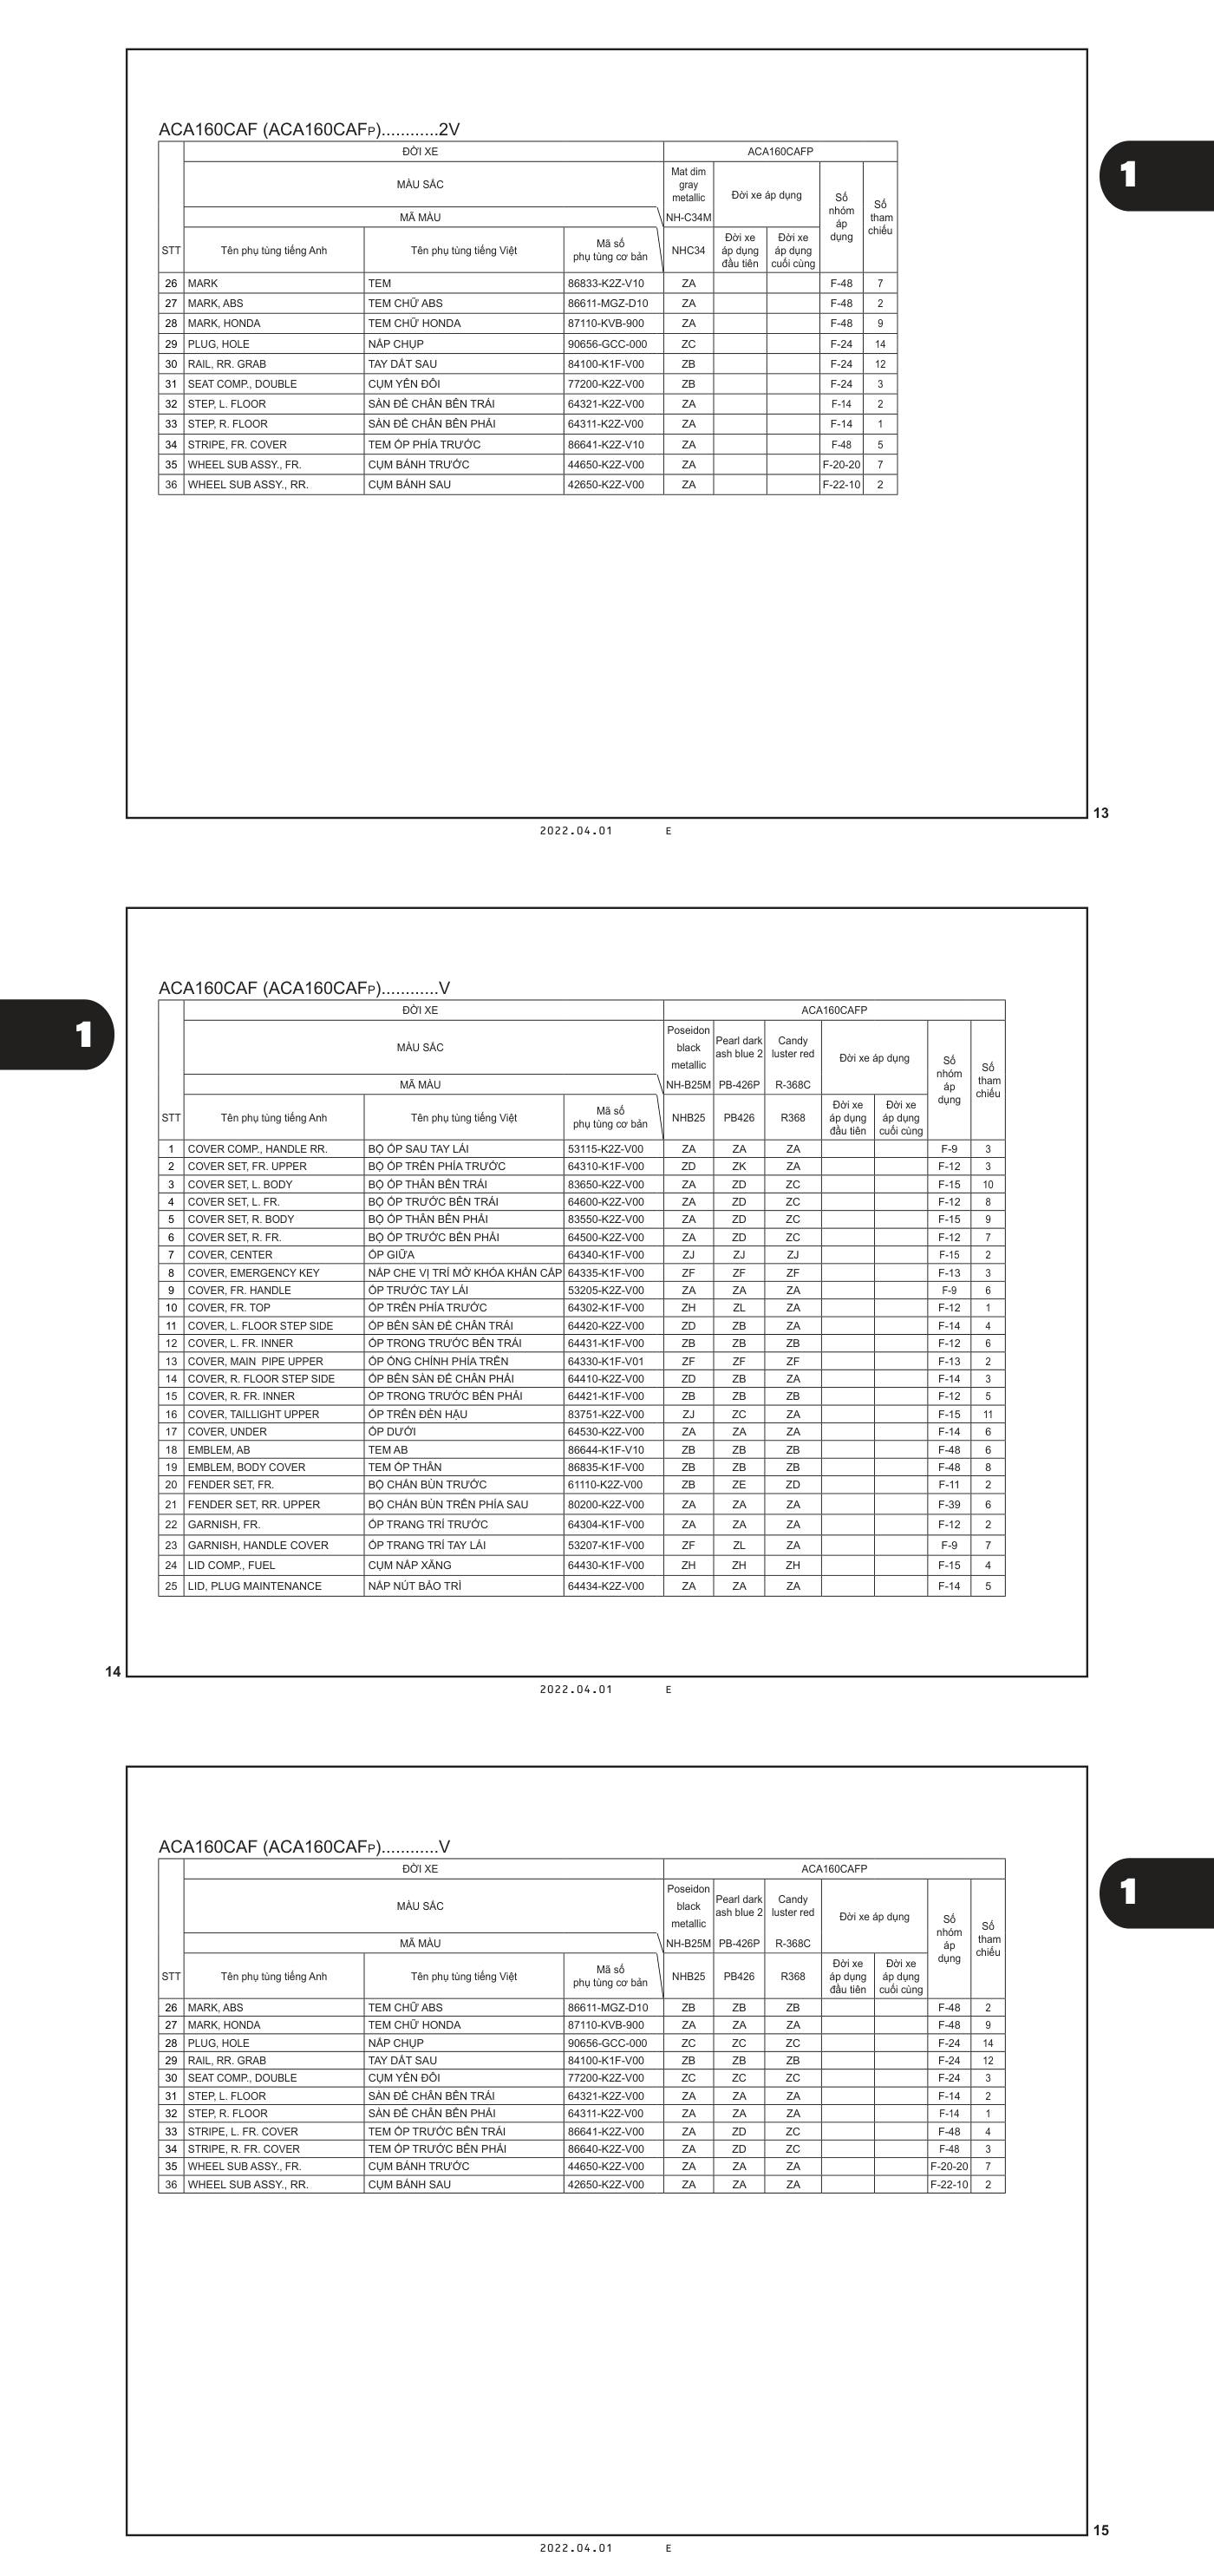 ACA160CAF (ACA160CAFP)............2V
ĐỜI XE ACA160CAFP
MÀU SẮC Mat dim gray metallic Đời xe áp dụng Số nhóm áp dụng Số tham chiếu
MÃ MÀU NH-C34M
STT Tên phụ tùng tiếng Anh Tên phụ tùng tiếng Việt Mã số phụ tùng cơ bản NHC34 Đời xe áp dụng đầu tiên Đời xe áp dụng cuối cùng
26 MARK TEM 86833-K2Z-V10 ZA F-48 7
27 MARK, ABS TEM CHỮ ABS 86611-MGZ-D10 ZA F-48 2
28 MARK, HONDA TEM CHỮ HONDA 87110-KVB-900 ZA F-48 9
29 PLUG, HOLE NẮP CHỤP 90656-GCC-000 ZC F-24 14
30 RAIL, RR. GRAB TAY DẮT SAU 84100-K1F-V00 ZB F-24 12
31 SEAT COMP., DOUBLE CỤM YÊN ĐÔI 77200-K2Z-V00 ZB F-24 3
32 STEP, L. FLOOR SÀN ĐỂ CHÂN BÊN TRÁI 64321-K2Z-V00 ZA F-14 2
33 STEP, R. FLOOR SÀN ĐỂ CHÂN BÊN PHẢI 64311-K2Z-V00 ZA F-14 1
34 STRIPE, FR. COVER TEM ỐP PHÍA TRƯỚC 86641-K2Z-V10 ZA F-48 5
35 WHEEL SUB ASSY., FR. CỤM BÁNH TRƯỚC 44650-K2Z-V00 ZA F-20-20 7
36 WHEEL SUB ASSY., RR. CỤM BÁNH SAU 42650-K2Z-V00 ZA F-22-10 2
1
13
2022.04.01 E
ACA160CAF (ACA160CAFP)............V
1
ĐỜI XE ACA160CAFP
MÀU SẮC Poseidon black metallic Pearl dark ash blue 2 Candy luster red Đời xe áp dụng Số nhóm áp dụng Số tham chiếu
MÃ MÀU NH-B25M PB-426P R-368C
STT Tên phụ tùng tiếng Anh Tên phụ tùng tiếng Việt Mã số phụ tùng cơ bản NHB25 PB426 R368 Đời xe áp dụng đầu tiên Đời xe áp dụng cuối cùng
1 COVER COMP., HANDLE RR. BỘ ỐP SAU TAY LÁI 53115-K2Z-V00 ZA ZA ZA F-9 3
2 COVER SET, FR. UPPER BỘ ỐP TRÊN PHÍA TRƯỚC 64310-K1F-V00 ZD ZK ZA F-12 3
3 COVER SET, L. BODY BỘ ỐP THÂN BÊN TRÁI 83650-K2Z-V00 ZA ZD ZC F-15 10
4 COVER SET, L. FR. BỘ ỐP TRƯỚC BÊN TRÁI 64600-K2Z-V00 ZA ZD ZC F-12 8
5 COVER SET, R. BODY BỘ ỐP THÂN BÊN PHẢI 83550-K2Z-V00 ZA ZD ZC F-15 9
6 COVER SET, R. FR. BỘ ỐP TRƯỚC BÊN PHẢI 64500-K2Z-V00 ZA ZD ZC F-12 7
7 COVER, CENTER ỐP GIỮA 64340-K1F-V00 ZJ ZJ ZJ F-15 2
8 COVER, EMERGENCY KEY NẮP CHE VỊ TRÍ MỞ KHÓA KHẨN CẤP 64335-K1F-V00 ZF ZF ZF F-13 3
9 COVER, FR. HANDLE ỐP TRƯỚC TAY LÁI 53205-K2Z-V00 ZA ZA ZA F-9 6
10 COVER, FR. TOP ỐP TRÊN PHÍA TRƯỚC 64302-K1F-V00 ZH ZL ZA F-12 1
11 COVER, L. FLOOR STEP SIDE ỐP BÊN SÀN ĐỂ CHÂN TRÁI 64420-K2Z-V00 ZD ZB ZA F-14 4
12 COVER, L. FR. INNER ỐP TRONG TRƯỚC BÊN TRÁI 64431-K1F-V00 ZB ZB ZB F-12 6
13 COVER, MAIN PIPE UPPER ỐP ỐNG CHÍNH PHÍA TRÊN 64330-K1F-V01 ZF ZF ZF F-13 2
14 COVER, R. FLOOR STEP SIDE ỐP BÊN SÀN ĐỂ CHÂN PHẢI 64410-K2Z-V00 ZD ZB ZA F-14 3
15 COVER, R. FR. INNER ỐP TRONG TRƯỚC BÊN PHẢI 64421-K1F-V00 ZB ZB ZB F-12 5
16 COVER, TAILLIGHT UPPER ỐP TRÊN ĐÈN HẬU 83751-K2Z-V00 ZJ ZC ZA F-15 11
17 COVER, UNDER ỐP DƯỚI 64530-K2Z-V00 ZA ZA ZA F-14 6
18 EMBLEM, AB TEM AB 86644-K1F-V10 ZB ZB ZB F-48 6
19 EMBLEM, BODY COVER TEM ỐP THÂN 86835-K1F-V00 ZB ZB ZB F-48 8
20 FENDER SET, FR. BỘ CHẮN BÙN TRƯỚC 61110-K2Z-V00 ZB ZE ZD F-11 2
21 FENDER SET, RR. UPPER BỘ CHẮN BÙN TRÊN PHÍA SAU 80200-K2Z-V00 ZA ZA ZA F-39 6
22 GARNISH, FR. ỐP TRANG TRÍ TRƯỚC 64304-K1F-V00 ZA ZA ZA F-12 2
23 GARNISH, HANDLE COVER ỐP TRANG TRÍ TAY LÁI 53207-K1F-V00 ZF ZL ZA F-9 7
24 LID COMP., FUEL CỤM NẮP XĂNG 64430-K1F-V00 ZH ZH ZH F-15 4
25 LID, PLUG MAINTENANCE NẮP NÚT BẢO TRÌ 64434-K2Z-V00 ZA ZA ZA F-14 5
14
2022.04.01 E
ACA160CAF (ACA160CAFP)............V
ĐỜI XE ACA160CAFP
MÀU SẮC Poseidon black metallic Pearl dark ash blue 2 Candy luster red Đời xe áp dụng Số nhóm áp dụng Số tham chiếu
MÃ MÀU NH-B25M PB-426P R-368C
STT Tên phụ tùng tiếng Anh Tên phụ tùng tiếng Việt Mã số phụ tùng cơ bản NHB25 PB426 R368 Đời xe áp dụng đầu tiên Đời xe áp dụng cuối cùng
26 MARK, ABS TEM CHỮ ABS 86611-MGZ-D10 ZB ZB ZB F-48 2
27 MARK, HONDA TEM CHỮ HONDA 87110-KVB-900 ZA ZA ZA F-48 9
28 PLUG, HOLE NẮP CHỤP 90656-GCC-000 ZC ZC ZC F-24 14
29 RAIL, RR. GRAB TAY DẮT SAU 84100-K1F-V00 ZB ZB ZB F-24 12
30 SEAT COMP., DOUBLE CỤM YÊN ĐÔI 77200-K2Z-V00 ZC ZC ZC F-24 3
31 STEP, L. FLOOR SÀN ĐỂ CHÂN BÊN TRÁI 64321-K2Z-V00 ZA ZA ZA F-14 2
32 STEP, R. FLOOR SÀN ĐỂ CHÂN BÊN PHẢI 64311-K2Z-V00 ZA ZA ZA F-14 1
33 STRIPE, L. FR. COVER TEM ỐP TRƯỚC BÊN TRÁI 86641-K2Z-V00 ZA ZD ZC F-48 4
34 STRIPE, R. FR. COVER TEM ỐP TRƯỚC BÊN PHẢI 86640-K2Z-V00 ZA ZD ZC F-48 3
35 WHEEL SUB ASSY., FR. CỤM BÁNH TRƯỚC 44650-K2Z-V00 ZA ZA ZA F-20-20 7
36 WHEEL SUB ASSY., RR. CỤM BÁNH SAU 42650-K2Z-V00 ZA ZA ZA F-22-10 2
1
15
2022.04.01 E